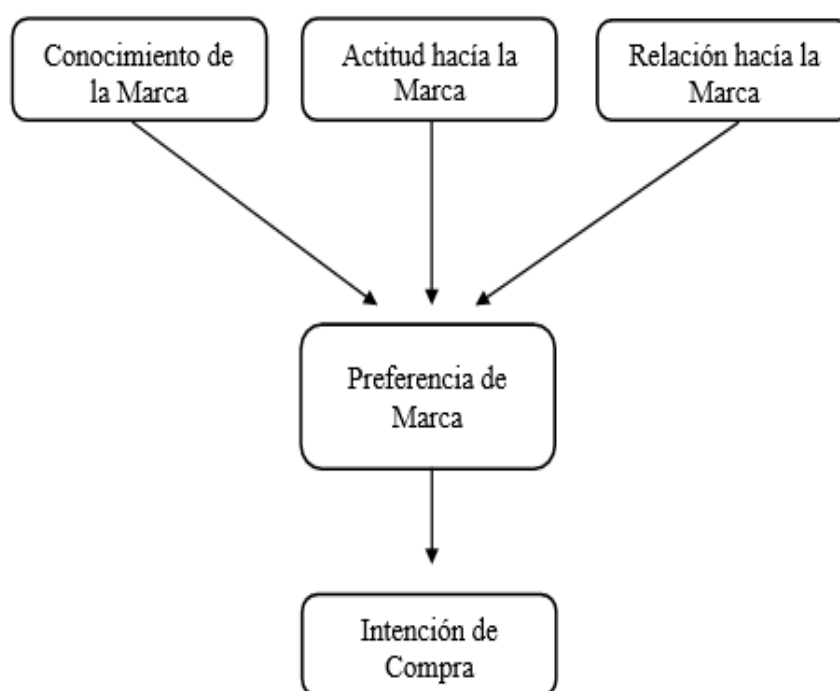 Conocimiento de
la Marca
Actitud hacía la
Marca
Relación hacía la
Marca
Preferencia de
Marca
Intención de
Compra